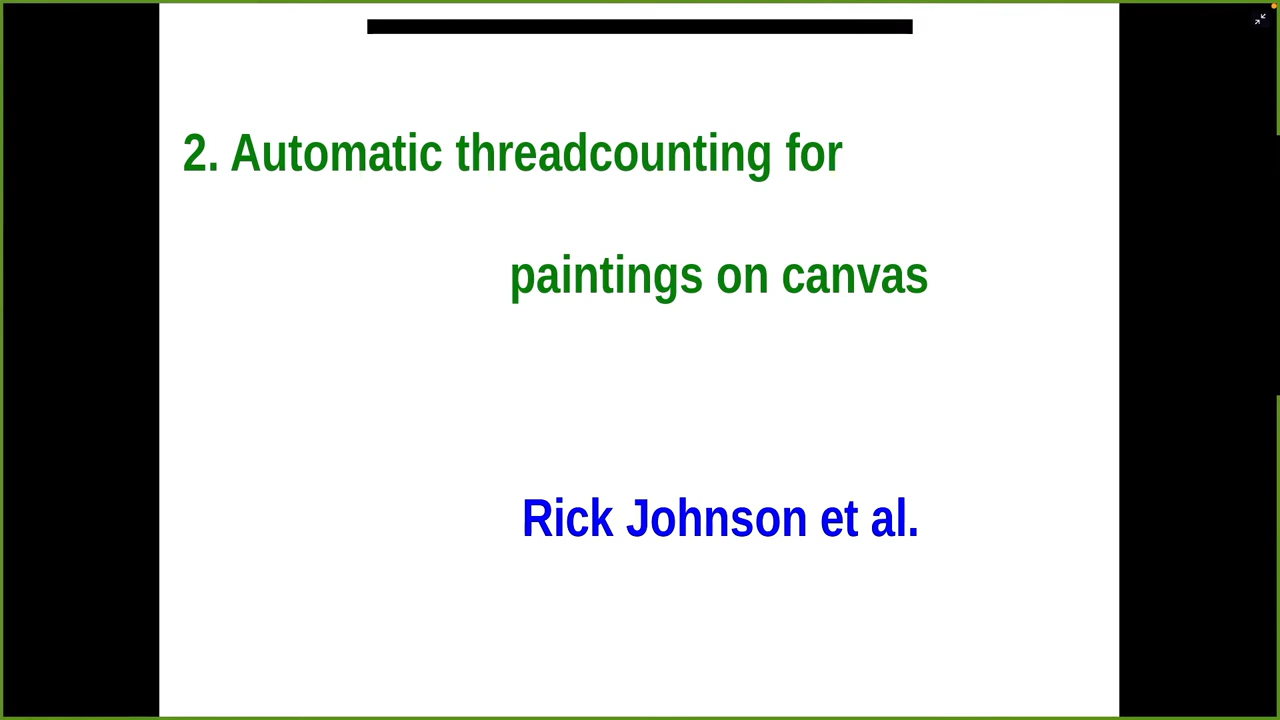 2. Automatic threadcounting for
paintings on canvas
Rick Johnson et al.